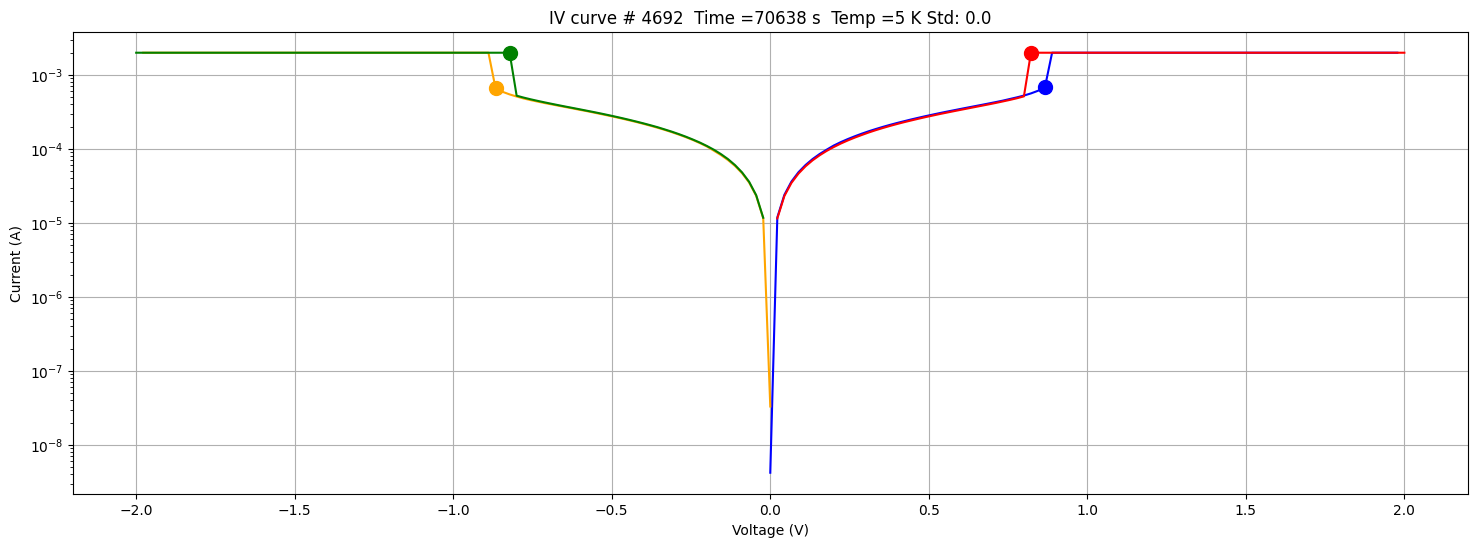 IV curve # 4692  Time =70638 s  Temp =5 K Std: 0.0
Current (A)
10⁻³
10⁻⁴
10⁻⁵
10⁻⁶
10⁻⁷
10⁻⁸
−2.0 −1.5 −1.0 −0.5 0.0 0.5 1.0 1.5 2.0
Voltage (V)